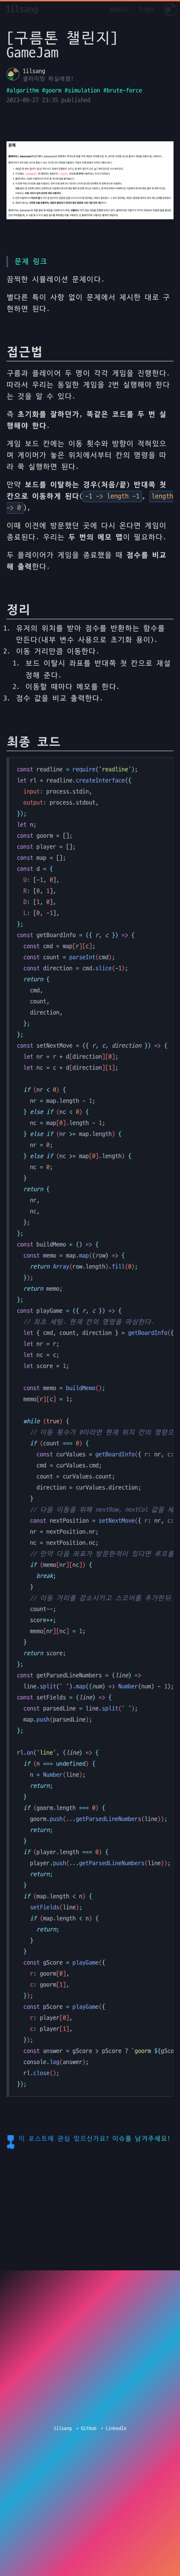 1ilsang posts tags
[구름톤 챌린지]
GameJam
1ilsang
클라이밍 하실래염?
#algorithm #goorm #simulation #brute-force
2023-08-27 23:35 published
문제
문제 링크
끔찍한 시뮬레이션 문제이다.
별다른 특이 사항 없이 문제에서 제시한 대로 구
현하면 된다.
접근법
구름과 플레이어 두 명이 각각 게임을 진행한다.
따라서 우리는 동일한 게임을 2번 실행해야 한다
는 것을 알 수 있다.
즉 초기화를 잘하던가, 똑같은 코드를 두 번 실
행해야 한다.
게임 보드 칸에는 이동 횟수와 방향이 적혀있으
며 게이머가 놓은 위치에서부터 칸의 명령을 따
라 쭉 실행하면 된다.
만약 보드를 이탈하는 경우(처음/끝) 반대쪽 첫
칸으로 이동하게 된다( -1 -> length -1 , length
-> 0 ),
이때 이전에 방문했던 곳에 다시 온다면 게임이
종료된다. 우리는 두 번의 메모 맵이 필요하다.
두 플레이어가 게임을 종료했을 때 점수를 비교
해 출력한다.
정리
1. 유저의 위치를 받아 점수를 반환하는 함수를
만든다(내부 변수 사용으로 초기화 용이).
2. 이동 거리만큼 이동한다.
1. 보드 이탈시 좌표를 반대쪽 첫 칸으로 재설
정해 준다.
2. 이동할 때마다 메모를 한다.
3. 점수 값을 비교 출력한다.
최종 코드
const readline = require('readline');
let rl = readline.createInterface({
input: process.stdin,
output: process.stdout,
});
let n;
const goorm = [];
const player = [];
const map = [];
const d = {
U: [-1, 0],
R: [0, 1],
D: [1, 0],
L: [0, -1],
};
const getBoardInfo = ({ r, c }) => {
const cmd = map[r][c];
const count = parseInt(cmd);
const direction = cmd.slice(-1);
return {
cmd,
count,
direction,
};
};
const setNextMove = ({ r, c, direction }) => {
let nr = r + d[direction][0];
let nc = c + d[direction][1];
if (nr < 0) {
nr = map.length - 1;
} else if (nc < 0) {
nc = map[0].length - 1;
} else if (nr >= map.length) {
nr = 0;
} else if (nc >= map[0].length) {
nc = 0;
}
return {
nr,
nc,
};
};
const buildMemo = () => {
const memo = map.map((row) => {
return Array(row.length).fill(0);
});
return memo;
};
const playGame = ({ r, c }) => {
// 최초 세팅. 현재 칸의 명령을 파싱한다.
let { cmd, count, direction } = getBoardInfo({
let nr = r;
let nc = c;
let score = 1;
const memo = buildMemo();
memo[r][c] = 1;
while (true) {
// 이동 횟수가 0이라면 현재 위치 칸의 명령으
if (count === 0) {
const curValues = getBoardInfo({ r: nr, c:
cmd = curValues.cmd;
count = curValues.count;
direction = curValues.direction;
}
// 다음 이동을 위해 nextRow, nextCol 값을 세
const nextPosition = setNextMove({ r: nr, c:
nr = nextPosition.nr;
nc = nextPosition.nc;
// 만약 다음 좌표가 방문한적이 있다면 루프를
if (memo[nr][nc]) {
break;
}
// 이동 거리를 감소시키고 스코어를 추가한뒤
count--;
score++;
memo[nr][nc] = 1;
}
return score;
};
const getParsedLineNumbers = (line) =>
line.split(' ').map((num) => Number(num) - 1);
const setFields = (line) => {
const parsedLine = line.split(' ');
map.push(parsedLine);
};
rl.on('line', (line) => {
if (n === undefined) {
n = Number(line);
return;
}
if (goorm.length === 0) {
goorm.push(...getParsedLineNumbers(line));
return;
}
if (player.length === 0) {
player.push(...getParsedLineNumbers(line));
return;
}
if (map.length < n) {
setFields(line);
if (map.length < n) {
return;
}
}
const gScore = playGame({
r: goorm[0],
c: goorm[1],
});
const pScore = playGame({
r: player[0],
c: player[1],
});
const answer = gScore > pScore ? `goorm ${gSco
console.log(answer);
rl.close();
});
이 포스트에 관심 있으신가요? 이슈를 남겨주세요!
1ilsang • GitHub • LinkedIn